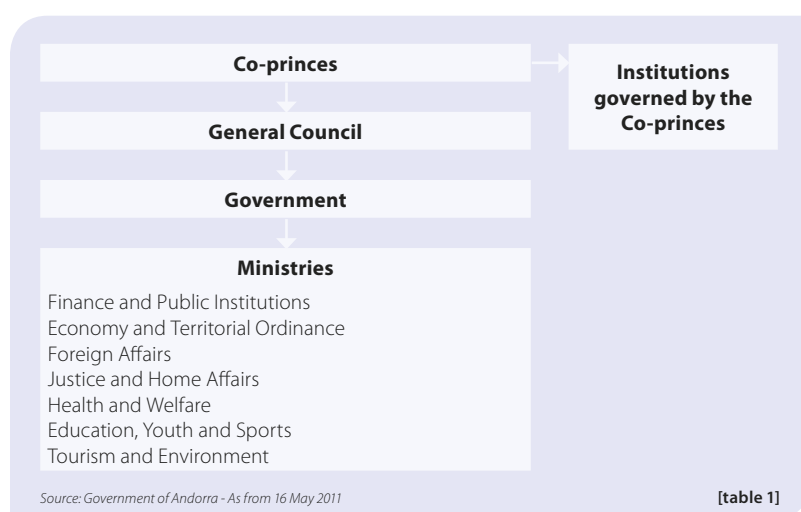 Co-princes
Institutions
governed by the
Co-princes
General Council
Government
Ministries
Finance and Public Institutions
Economy and Territorial Ordinance
Foreign Affairs
Justice and Home Affairs
Health and Welfare
Education, Youth and Sports
Tourism and Environment
Source: Government of Andorra - As from 16 May 2011
[table 1]